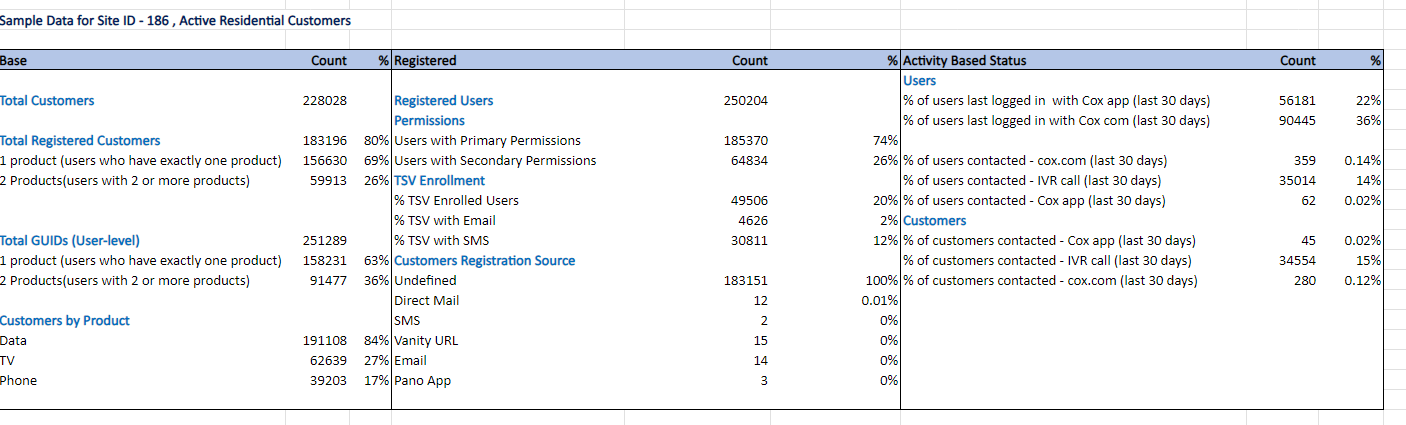 Sample Data for Site ID - 186 , Active Residential Customers
Base Count % Registered Count % Activity Based Status Count %
Users
Total Customers 228028 Registered Users 250204 % of users last logged in with Cox app (last 30 days) 56181 22%
Permissions % of users last logged in with Cox com (last 30 days) 90445 36%
Total Registered Customers 183196 80% Users with Primary Permissions 185370 74%
1 product (users who have exactly one product) 156630 69% Users with Secondary Permissions 64834 26% % of users contacted - cox.com (last 30 days) 359 0.14%
2 Products(users with 2 or more products) 59913 26% TSV Enrollment % of users contacted - IVR call (last 30 days) 35014 14%
% TSV Enrolled Users 49506 20% % of users contacted - Cox app (last 30 days) 62 0.02%
% TSV with Email 4626 2% Customers
Total GUIDs (User-level) 251289 % TSV with SMS 30811 12% % of customers contacted - Cox app (last 30 days) 45 0.02%
1 product (users who have exactly one product) 158231 63% Customers Registration Source % of customers contacted - IVR call (last 30 days) 34554 15%
2 Products(users with 2 or more products) 91477 36% Undefined 183151 100% % of customers contacted - cox.com (last 30 days) 280 0.12%
Direct Mail 12 0.01%
Customers by Product SMS 2 0%
Data 191108 84% Vanity URL 15 0%
TV 62639 27% Email 14 0%
Phone 39203 17% Pano App 3 0%